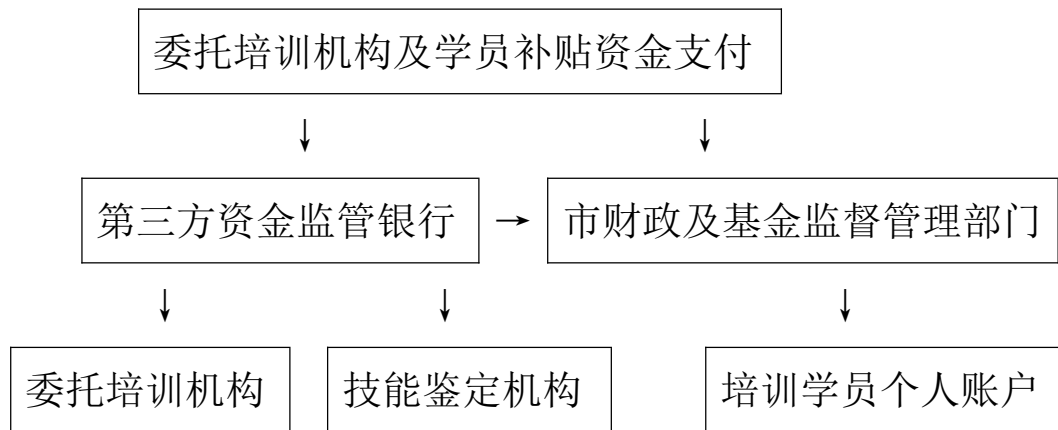 委托培训机构及学员补贴资金支付
第三方资金监管银行
市财政及基金监督管理部门
委托培训机构
技能鉴定机构
培训学员个人账户